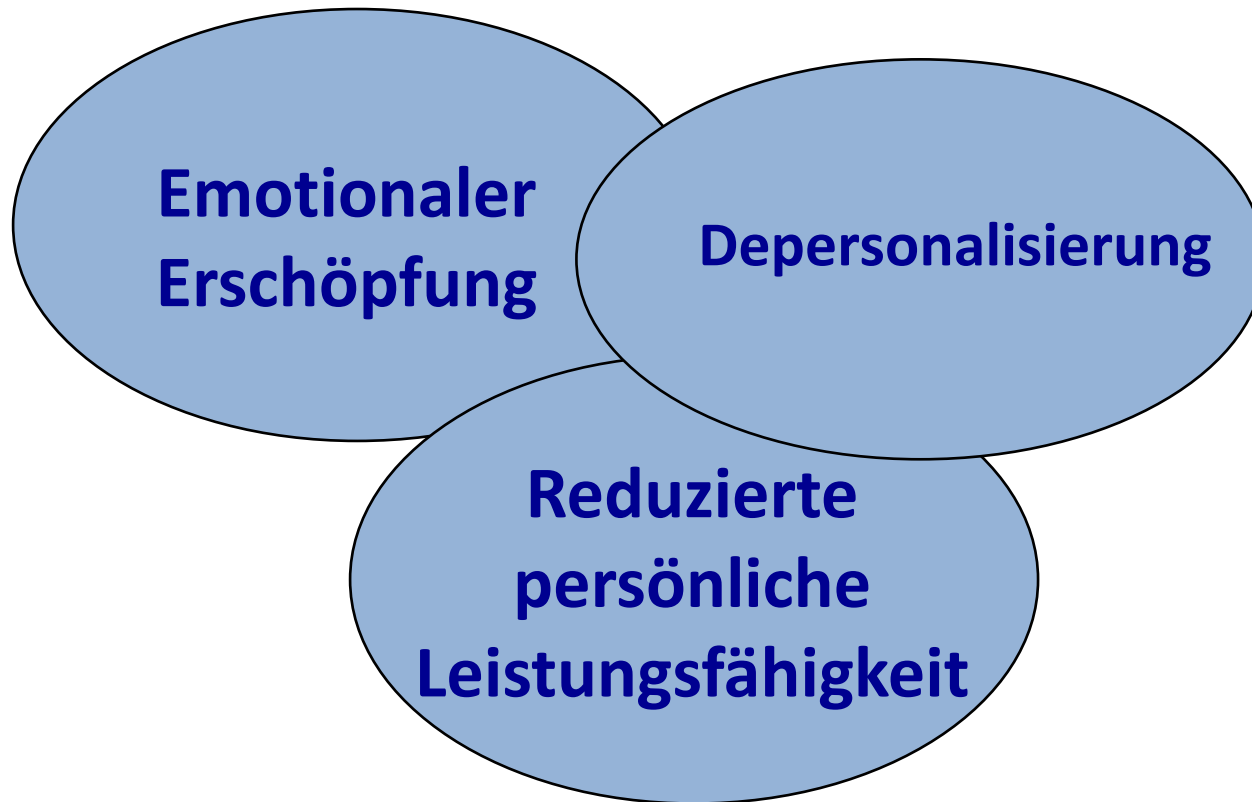 Emotionaler
Erschöpfung
Depersonalisierung
Reduzierte
persönliche
Leistungsfähigkeit